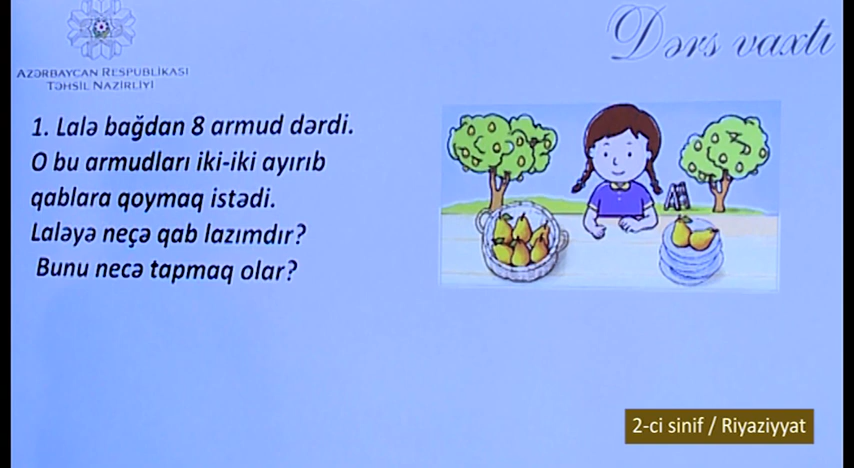 AZƏRBAYCAN RESPUBLİKASI
TƏHSİL NAZİRLİYİ
Dərs vaxtı
1. Lalə bağdan 8 armud dərdi.
O bu armudları iki-iki ayırıb
qablara qoymaq istədi.
Laləyə neçə qab lazımdır?
Bunu necə tapmaq olar?
2-ci sinif / Riyaziyyat